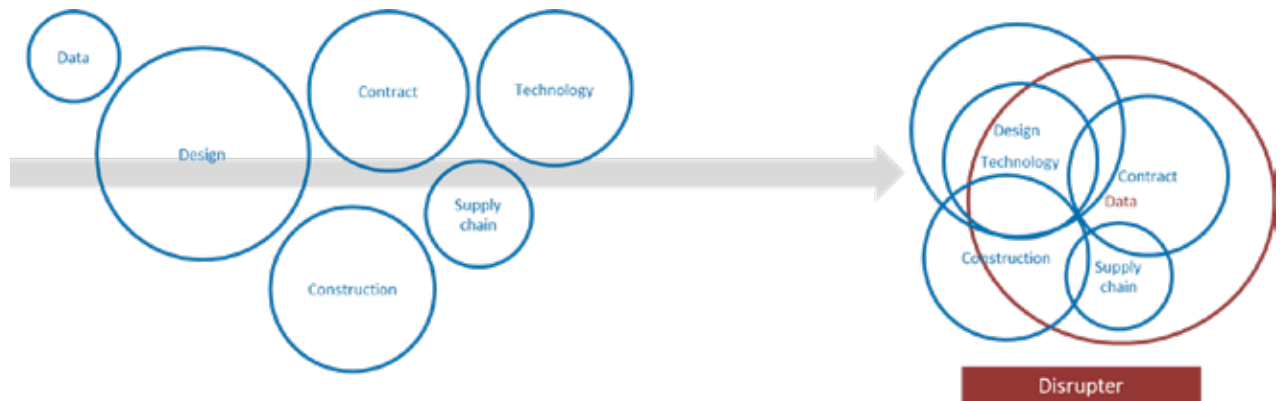 Data
Contract
Technology
Design
Supply
chain
Construction
Design
Technology
Contract
Data
Construction
Supply
chain
Disrupter